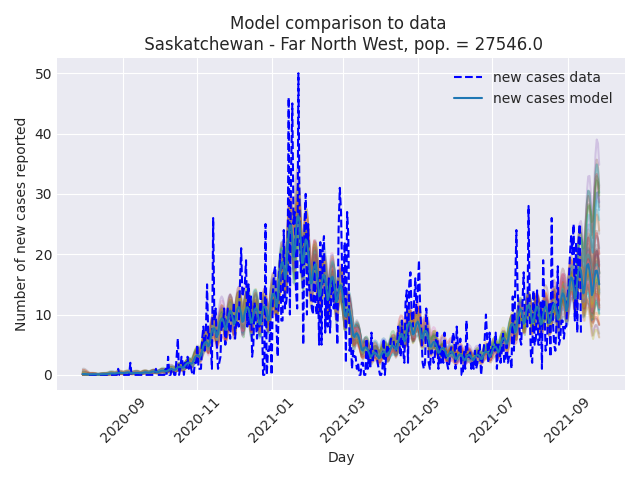 Model comparison to data
Saskatchewan - Far North West, pop. = 27546.0
new cases data
new cases model
Number of new cases reported
50
40
30
20
10
0
2020-09
2020-11
2021-01
2021-03
2021-05
2021-07
2021-09
Day